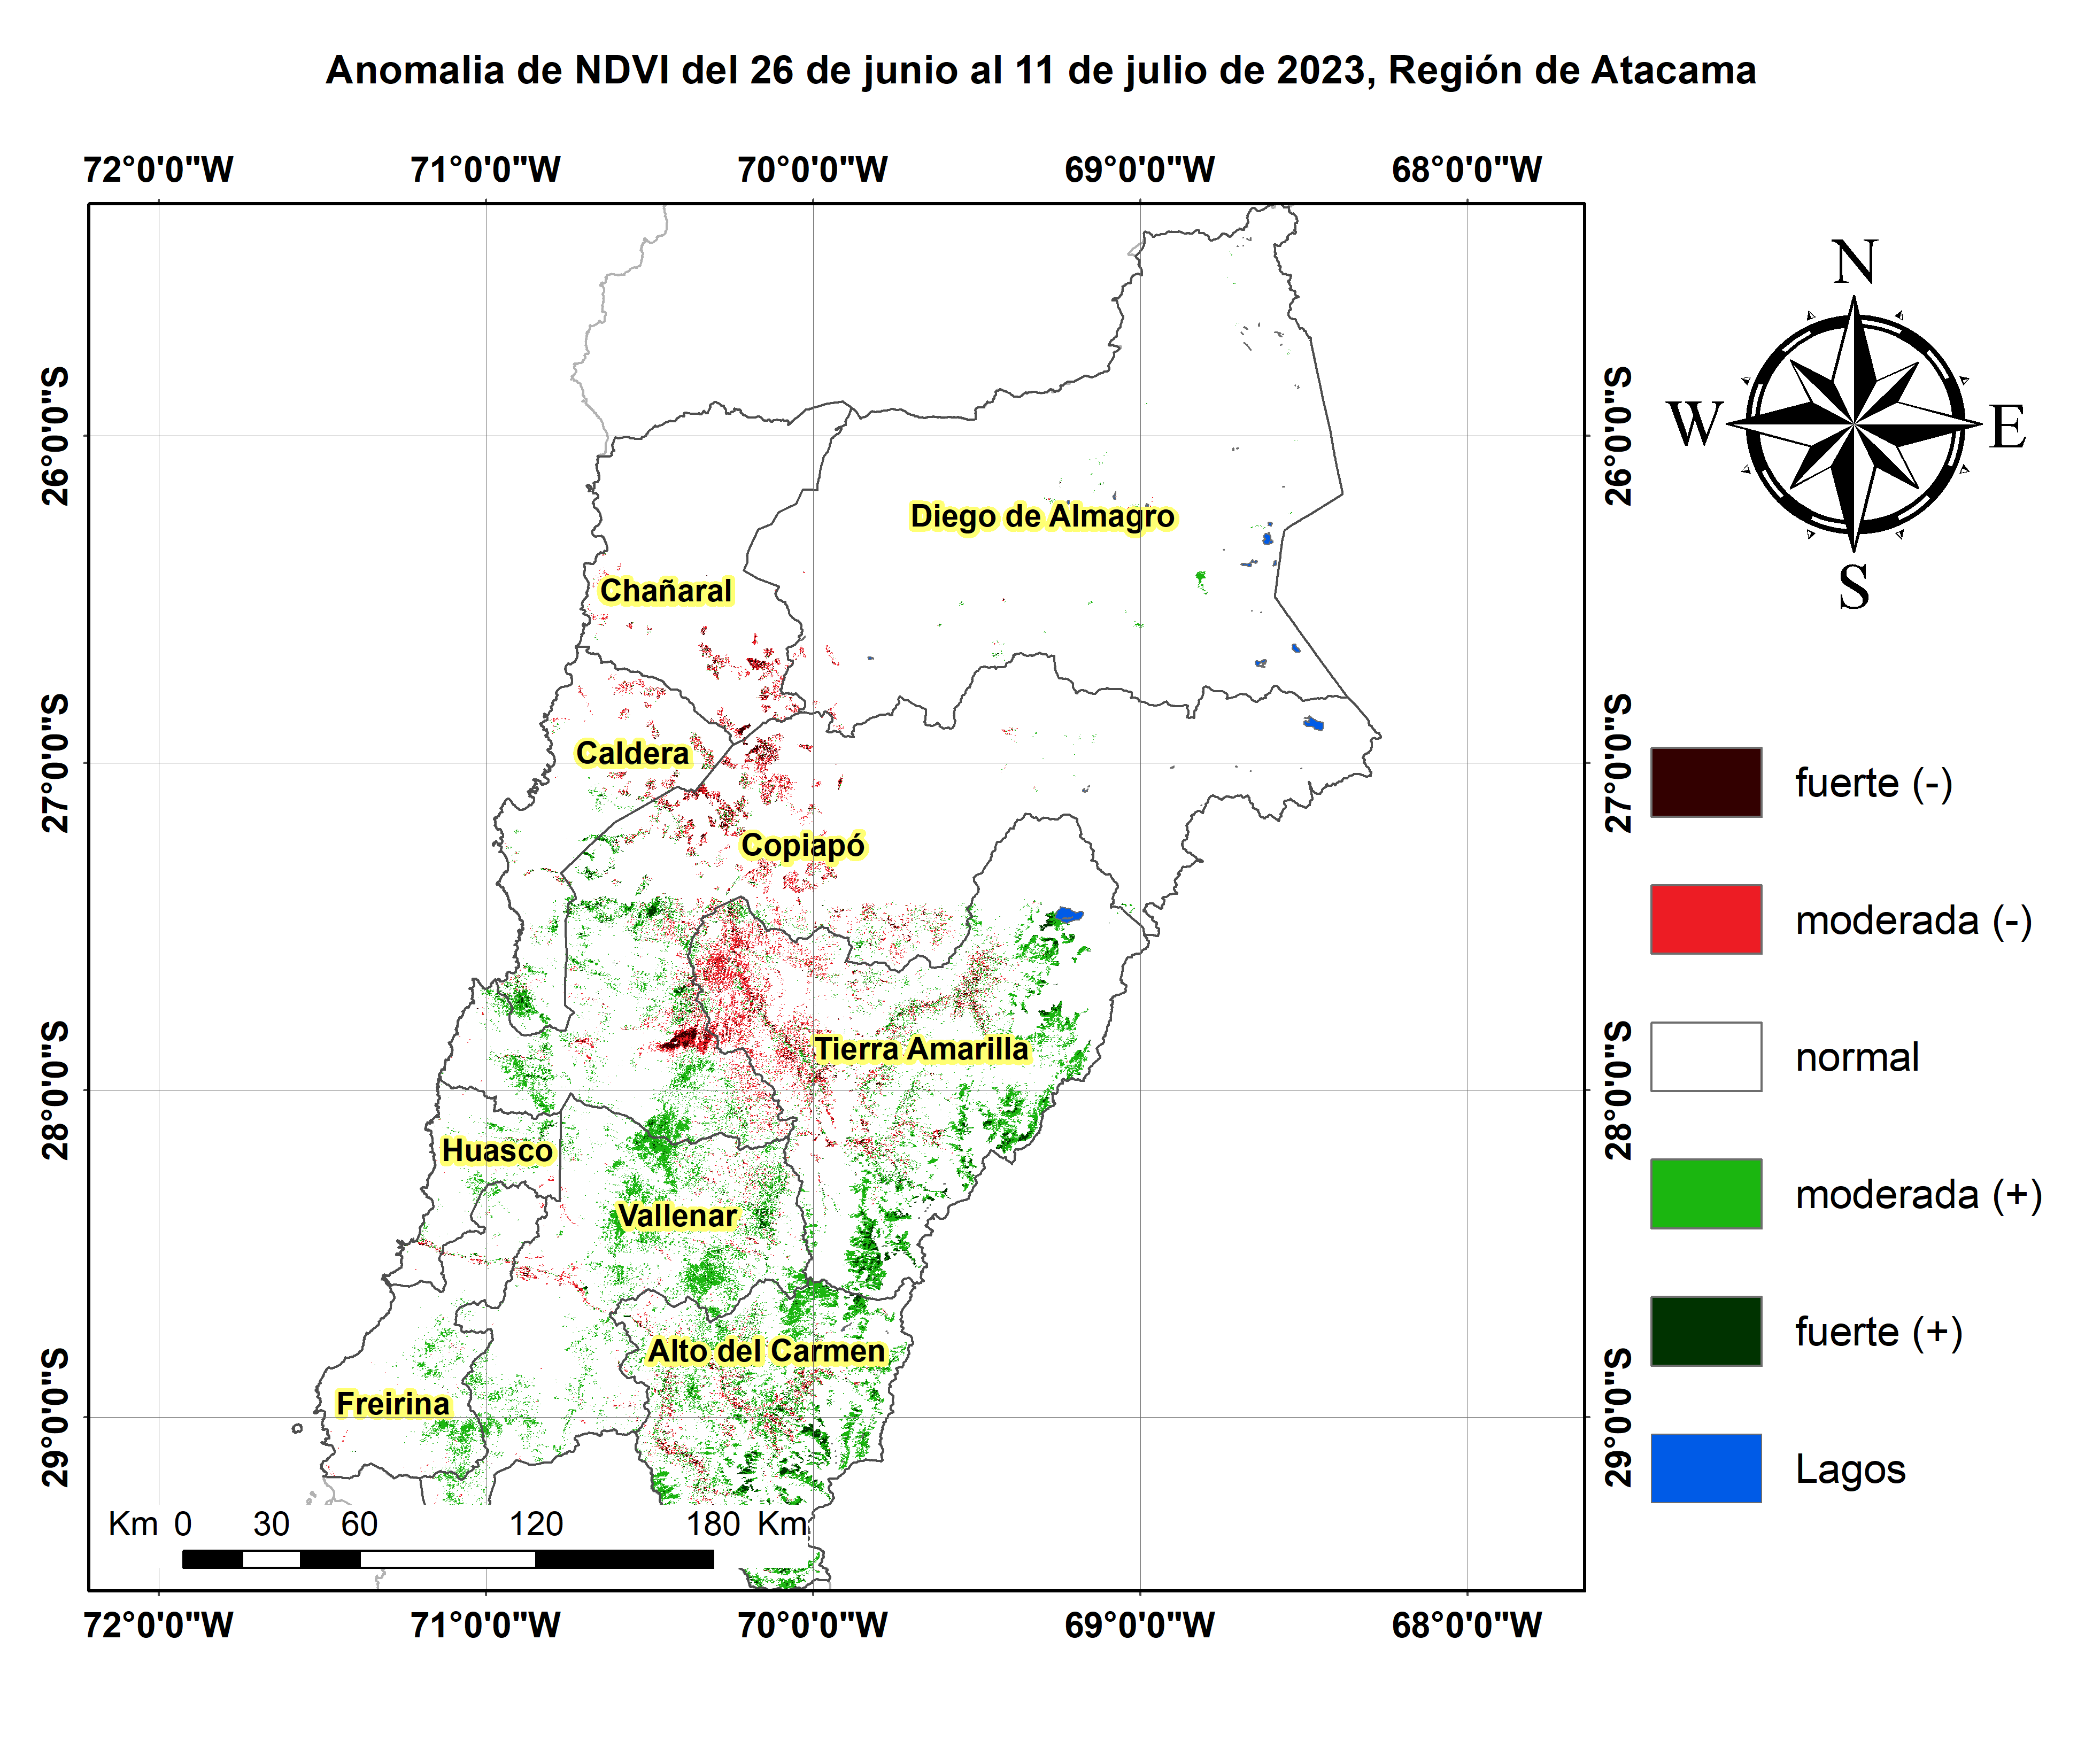 Anomalia de NDVI del 26 de junio al 11 de julio de 2023, Región de Atacama
72°0'0"W 71°0'0"W 70°0'0"W 69°0'0"W 68°0'0"W
26°0'0"S
27°0'0"S
28°0'0"S
29°0'0"S
Diego de Almagro
Chañaral
Caldera
Copiapó
Tierra Amarilla
Huasco
Vallenar
Alto del Carmen
Freirina
Km 0 30 60 120 180 Km
72°0'0"W 71°0'0"W 70°0'0"W 69°0'0"W 68°0'0"W
26°0'0"S
27°0'0"S
28°0'0"S
29°0'0"S
N
W E
S
fuerte (-)
moderada (-)
normal
moderada (+)
fuerte (+)
Lagos